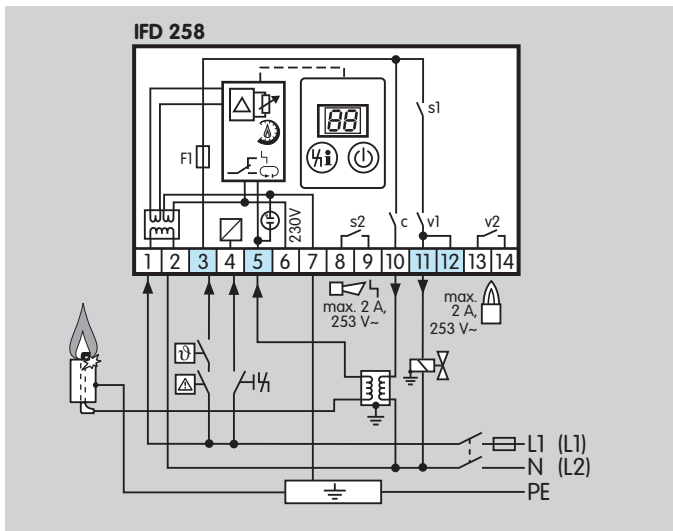 IFD 258
88
s1
F1
i
230V
s2
c
v1
v2
1 2 3 4 5 6 7 8 9 10 11 12 13 14
max. 2 A,
253 V~
max.
2 A,
253 V~
ϑ
L1 (L1)
N (L2)
PE